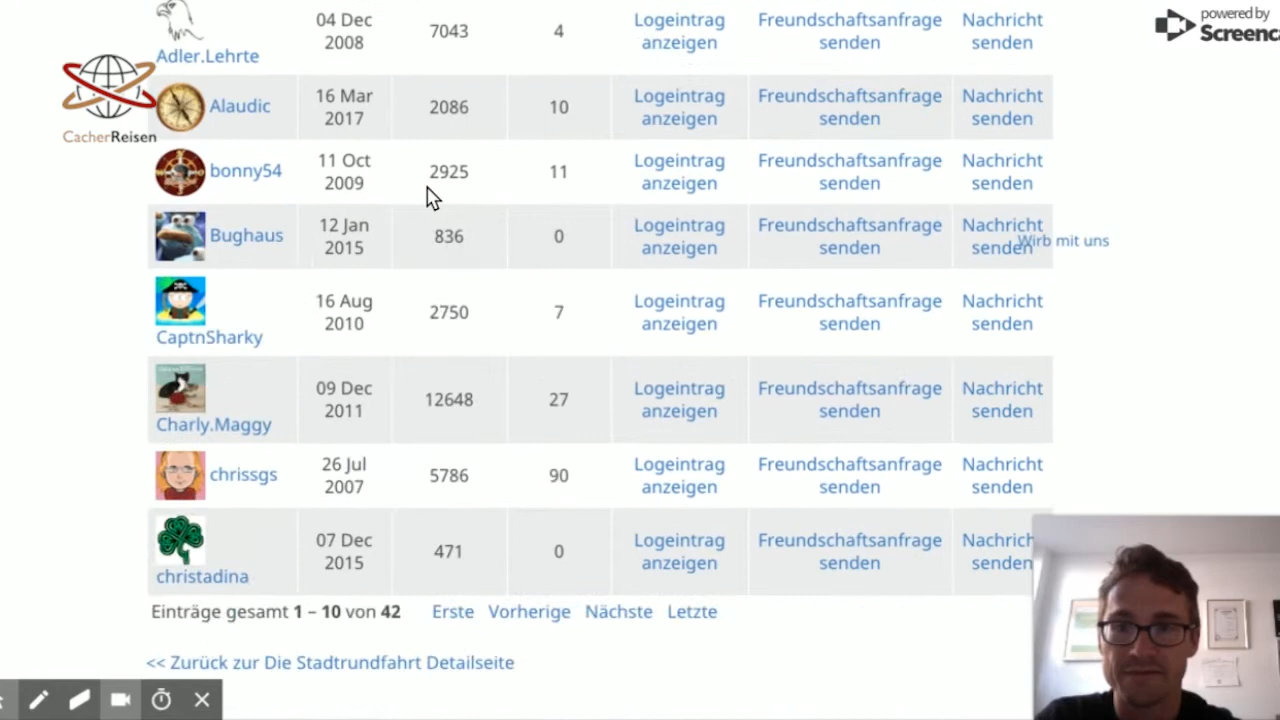 powered by
Screenca
CacherReisen
04 Dec 2008
7043
4
Logeintrag anzeigen
Freundschaftsanfrage senden
Nachricht senden
Adler.Lehrte
Alaudic
16 Mar 2017
2086
10
Logeintrag anzeigen
Freundschaftsanfrage senden
Nachricht senden
bonny54
11 Oct 2009
2925
11
Logeintrag anzeigen
Freundschaftsanfrage senden
Nachricht senden
Bughaus
12 Jan 2015
836
0
Logeintrag anzeigen
Freundschaftsanfrage senden
Nachricht senden
Wirb mit uns
CaptnSharky
16 Aug 2010
2750
7
Logeintrag anzeigen
Freundschaftsanfrage senden
Nachricht senden
Charly.Maggy
09 Dec 2011
12648
27
Logeintrag anzeigen
Freundschaftsanfrage senden
Nachricht senden
chrissgs
26 Jul 2007
5786
90
Logeintrag anzeigen
Freundschaftsanfrage senden
Nachricht senden
christadina
07 Dec 2015
471
0
Logeintrag anzeigen
Freundschaftsanfrage senden
Nachrich senden
Einträge gesamt 1 – 10 von 42 Erste Vorherige Nächste Letzte
<< Zurück zur Die Stadtrundfahrt Detailseite